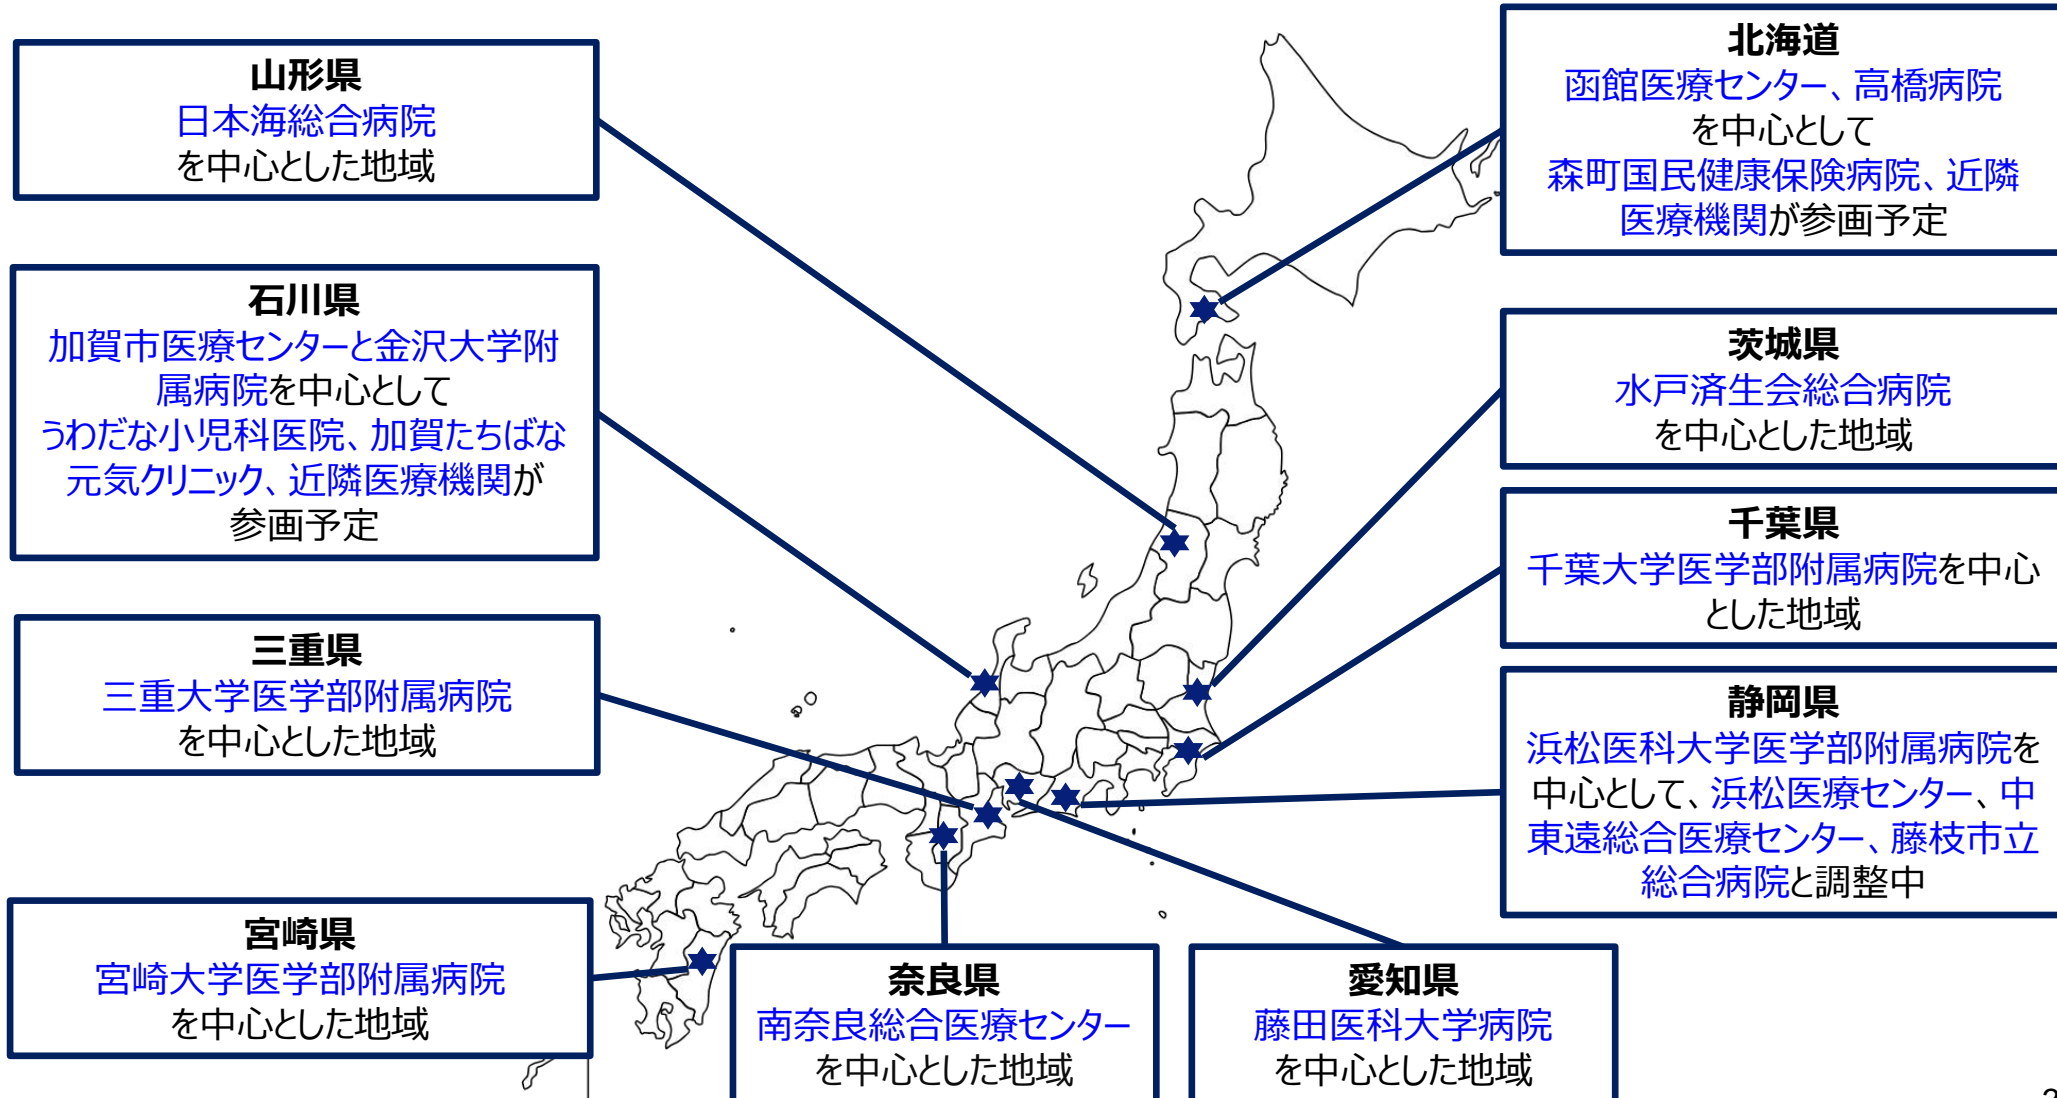 山形県
日本海総合病院
を中心とした地域
石川県
加賀市医療センターと金沢大学附
属病院を中心として
うわだな小児科医院、加賀たちばな
元気クリニック、近隣医療機関が
参画予定
三重県
三重大学医学部附属病院
を中心とした地域
宮崎県
宮崎大学医学部附属病院
を中心とした地域
奈良県
南奈良総合医療センター
を中心とした地域
愛知県
藤田医科大学病院
を中心とした地域
北海道
函館医療センター、高橋病院
を中心として
森町国民健康保険病院、近隣
医療機関が参画予定
茨城県
水戸済生会総合病院
を中心とした地域
千葉県
千葉大学医学部附属病院を中心
とした地域
静岡県
浜松医科大学医学部附属病院を
中心として、浜松医療センター、中
東遠総合医療センター、藤枝市立
総合病院と調整中